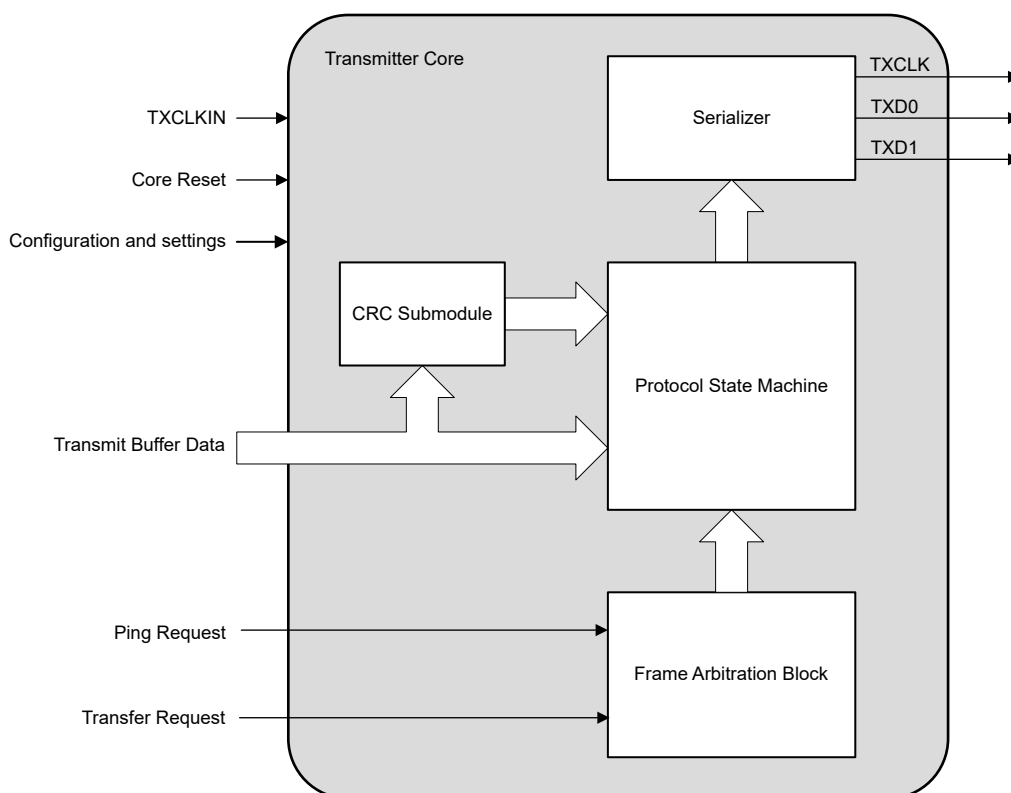 Transmitter Core
TXCLK
TXCLKIN
Serializer
TXD0
TXD1
Core Reset
Configuration and settings
CRC Submodule
Protocol State Machine
Transmit Buffer Data
Ping Request
Frame Arbitration Block
Transfer Request